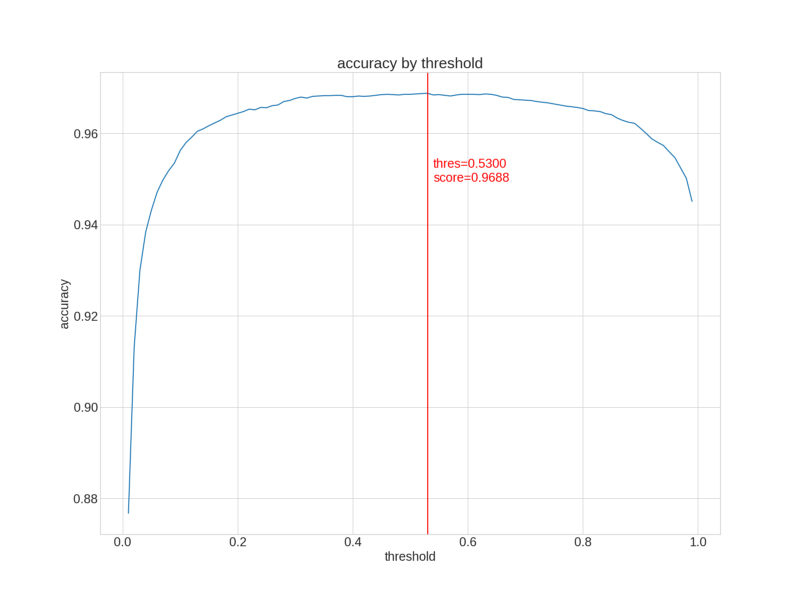 accuracy by threshold
0.96
thres=0.5300
score=0.9688
0.94
accuracy
0.92
0.90
0.88
0.0 0.2 0.4 0.6 0.8 1.0
threshold